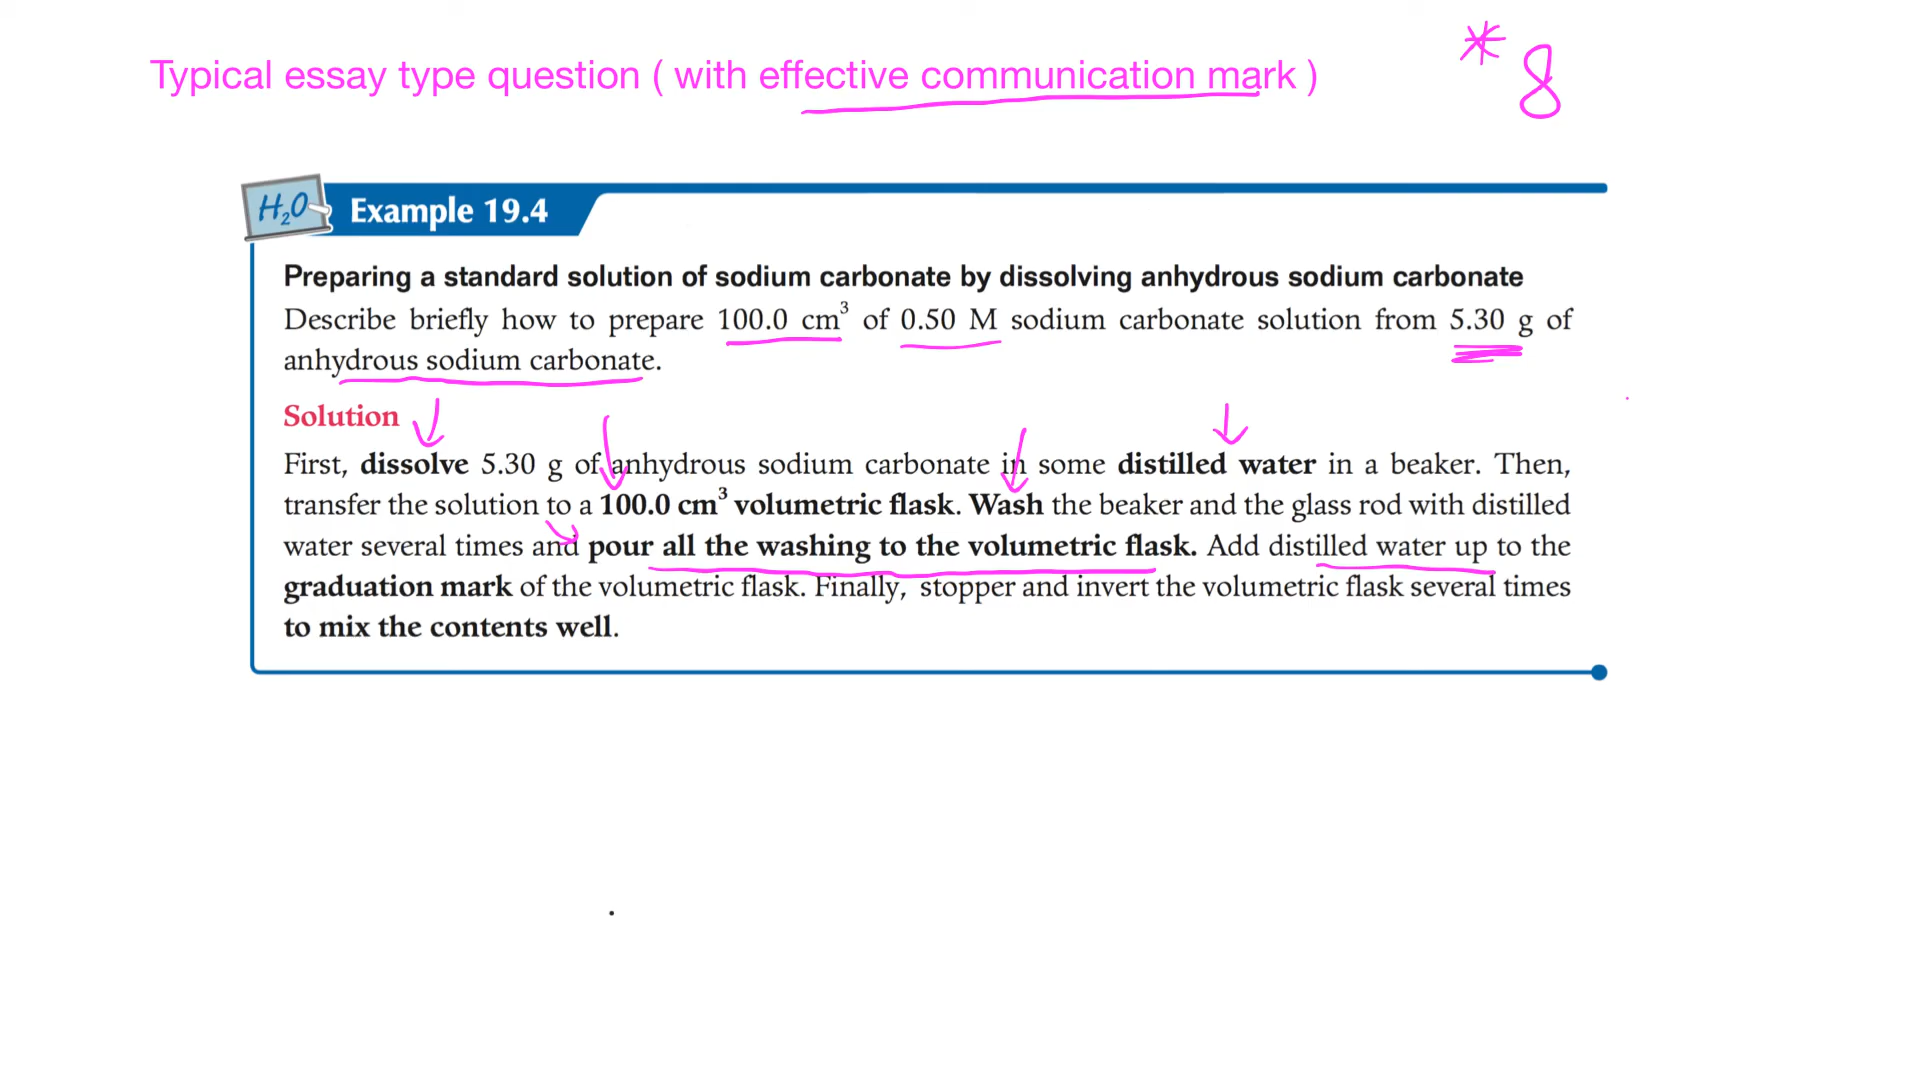 Typical essay type question ( with effective communication mark )
* 8
H₂O Example 19.4
Preparing a standard solution of sodium carbonate by dissolving anhydrous sodium carbonate
Describe briefly how to prepare 100.0 cm³ of 0.50 M sodium carbonate solution from 5.30 g of
anhydrous sodium carbonate.
Solution
First, dissolve 5.30 g of anhydrous sodium carbonate in some distilled water in a beaker. Then,
transfer the solution to a 100.0 cm³ volumetric flask. Wash the beaker and the glass rod with distilled
water several times and pour all the washing to the volumetric flask. Add distilled water up to the
graduation mark of the volumetric flask. Finally, stopper and invert the volumetric flask several times
to mix the contents well.